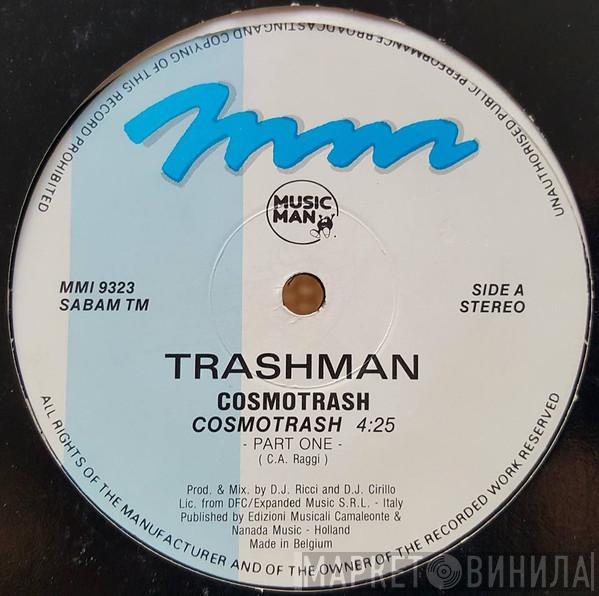 UNAUTHORISED PUBLIC PERFORMANCE BROADCASTING AND COPYING OF THIS RECORD PROHIBITED
mm
MUSIC
MAN
MMI 9323
SABAM TM
SIDE A
STEREO
TRASHMAN
COSMOTRASH
COSMOTRASH 4:25
- PART ONE -
( C.A. Raggi )
Prod. & Mix. by D.J. Ricci and D.J. Cirillo
Lic. from DFC/Expanded Music S.R.L. - Italy
Published by Edizioni Musicali Camaleonte &
Nanada Music - Holland
Made in Belgium
ALL RIGHTS OF THE MANUFACTURER AND OF THE OWNER OF THE RECORDED WORK RESERVED
МАРКЕТ ВИНИЛА